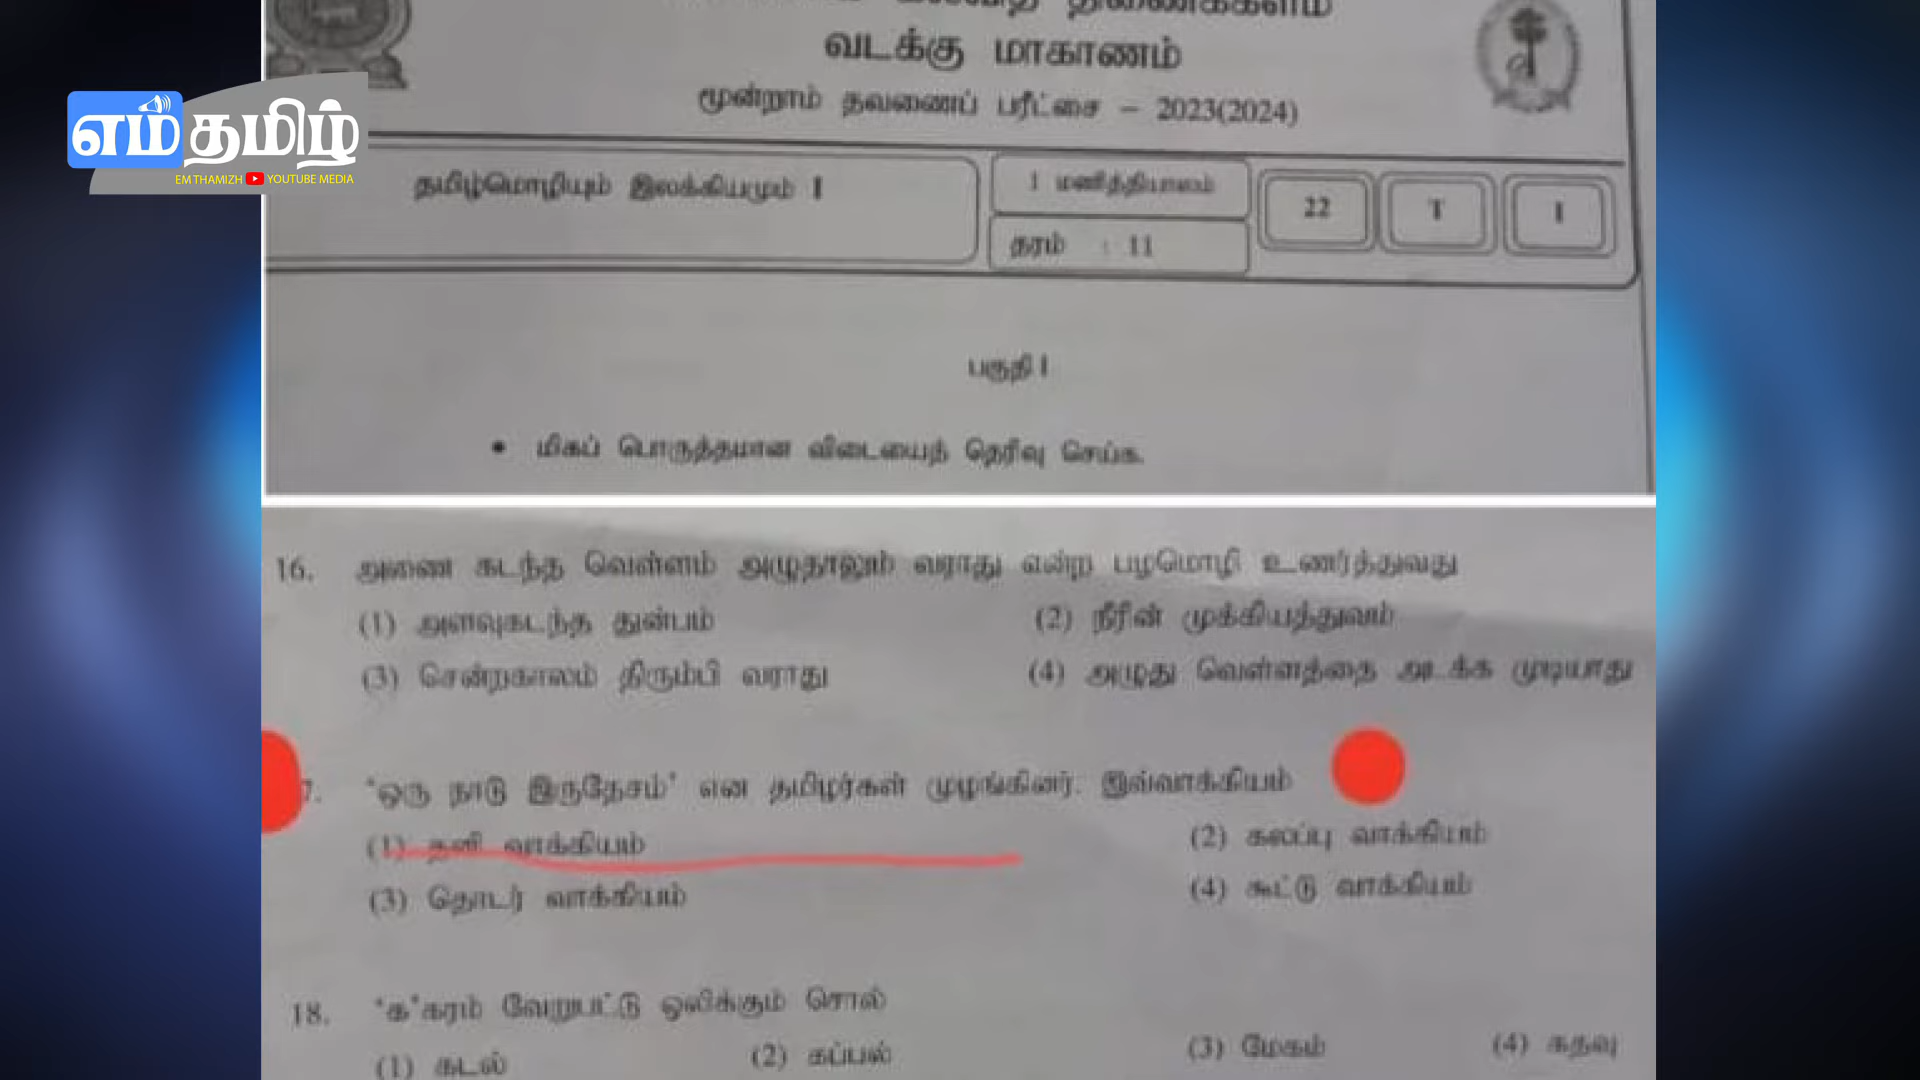 வடக்கு மாகாணம்
மூன்றாம் தவணைப் பரீட்சை – 2023(2024)
எம் தமிழ்
EM THAMIZH YOUTUBE MEDIA
தமிழ்மொழியும் இலக்கியமும் I
1 மணித்தியாலம்
22 T I
தரம் : 11
பகுதி I
• மிகப் பொருத்தமான விடையைத் தெரிவு செய்க.
16. அணை கடந்த வெள்ளம் அழுதாலும் வராது என்ற பழமொழி உணர்த்துவது
(1) அளவுகடந்த துன்பம் (2) நீரின் முக்கியத்துவம்
(3) சென்றகாலம் திரும்பி வராது (4) அழுது வெள்ளத்தை அடக்க முடியாது
7. ‘ஒரு நாடு இருதேசம்’ என தமிழர்கள் முழங்கினர். இவ்வாக்கியம்
(1) தனி வாக்கியம் (2) கலப்பு வாக்கியம்
(3) தொடர் வாக்கியம் (4) கூட்டு வாக்கியம்
18. ‘க’கரம் வேறுபட்டு ஒலிக்கும் சொல்
(1) கடல் (2) கப்பல் (3) மேகம் (4) கதவு